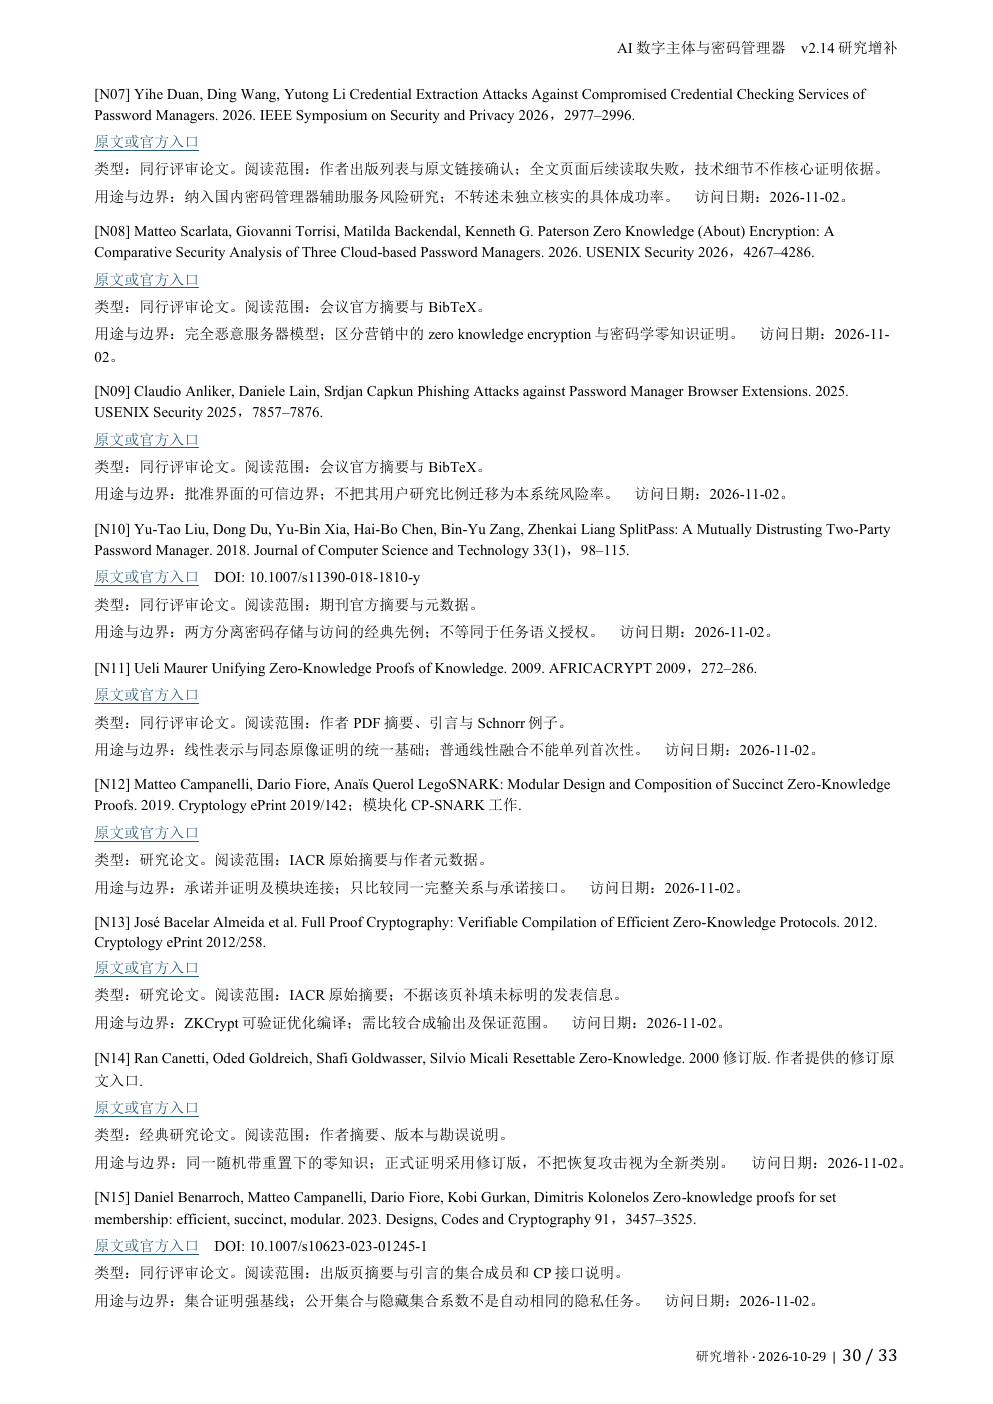 AI 数字主体与密码管理器 v2.14 研究增补
[N07] Yihe Duan, Ding Wang, Yutong Li Credential Extraction Attacks Against Compromised Credential Checking Services of
Password Managers. 2026. IEEE Symposium on Security and Privacy 2026，2977–2996.
原文或官方入口
类型：同行评审论文。阅读范围：作者出版列表与原文链接确认；全文页面后续读取失败，技术细节不作核心证明依据。
用途与边界：纳入国内密码管理器辅助服务风险研究；不转述未独立核实的具体成功率。 访问日期：2026-11-02。
[N08] Matteo Scarlata, Giovanni Torrisi, Matilda Backendal, Kenneth G. Paterson Zero Knowledge (About) Encryption: A
Comparative Security Analysis of Three Cloud-based Password Managers. 2026. USENIX Security 2026，4267–4286.
原文或官方入口
类型：同行评审论文。阅读范围：会议官方摘要与 BibTeX。
用途与边界：完全恶意服务器模型；区分营销中的 zero knowledge encryption 与密码学零知识证明。 访问日期：2026-11-
02。
[N09] Claudio Anliker, Daniele Lain, Srdjan Capkun Phishing Attacks against Password Manager Browser Extensions. 2025.
USENIX Security 2025，7857–7876.
原文或官方入口
类型：同行评审论文。阅读范围：会议官方摘要与 BibTeX。
用途与边界：批准界面的可信边界；不把其用户研究比例迁移为本系统风险率。 访问日期：2026-11-02。
[N10] Yu-Tao Liu, Dong Du, Yu-Bin Xia, Hai-Bo Chen, Bin-Yu Zang, Zhenkai Liang SplitPass: A Mutually Distrusting Two-Party
Password Manager. 2018. Journal of Computer Science and Technology 33(1)，98–115.
原文或官方入口 DOI: 10.1007/s11390-018-1810-y
类型：同行评审论文。阅读范围：期刊官方摘要与元数据。
用途与边界：两方分离密码存储与访问的经典先例；不等同于任务语义授权。 访问日期：2026-11-02。
[N11] Ueli Maurer Unifying Zero-Knowledge Proofs of Knowledge. 2009. AFRICACRYPT 2009，272–286.
原文或官方入口
类型：同行评审论文。阅读范围：作者 PDF 摘要、引言与 Schnorr 例子。
用途与边界：线性表示与同态原像证明的统一基础；普通线性融合不能单列首次性。 访问日期：2026-11-02。
[N12] Matteo Campanelli, Dario Fiore, Anaïs Querol LegoSNARK: Modular Design and Composition of Succinct Zero-Knowledge
Proofs. 2019. Cryptology ePrint 2019/142；模块化 CP-SNARK 工作.
原文或官方入口
类型：研究论文。阅读范围：IACR 原始摘要与作者元数据。
用途与边界：承诺并证明及模块连接；只比较同一完整关系与承诺接口。 访问日期：2026-11-02。
[N13] José Bacelar Almeida et al. Full Proof Cryptography: Verifiable Compilation of Efficient Zero-Knowledge Protocols. 2012.
Cryptology ePrint 2012/258.
原文或官方入口
类型：研究论文。阅读范围：IACR 原始摘要；不据该页补填未标明的发表信息。
用途与边界：ZKCrypt 可验证优化编译；需比较合成输出及保证范围。 访问日期：2026-11-02。
[N14] Ran Canetti, Oded Goldreich, Shafi Goldwasser, Silvio Micali Resettable Zero-Knowledge. 2000 修订版. 作者提供的修订原
文入口.
原文或官方入口
类型：经典研究论文。阅读范围：作者摘要、版本与勘误说明。
用途与边界：同一随机带重置下的零知识；正式证明采用修订版，不把恢复攻击视为全新类别。 访问日期：2026-11-02。
[N15] Daniel Benarroch, Matteo Campanelli, Dario Fiore, Kobi Gurkan, Dimitris Kolonelos Zero-knowledge proofs for set
membership: efficient, succinct, modular. 2023. Designs, Codes and Cryptography 91，3457–3525.
原文或官方入口 DOI: 10.1007/s10623-023-01245-1
类型：同行评审论文。阅读范围：出版页摘要与引言的集合成员和 CP 接口说明。
用途与边界：集合证明强基线；公开集合与隐藏集合系数不是自动相同的隐私任务。 访问日期：2026-11-02。
研究增补 · 2026-10-29 | 30 / 33